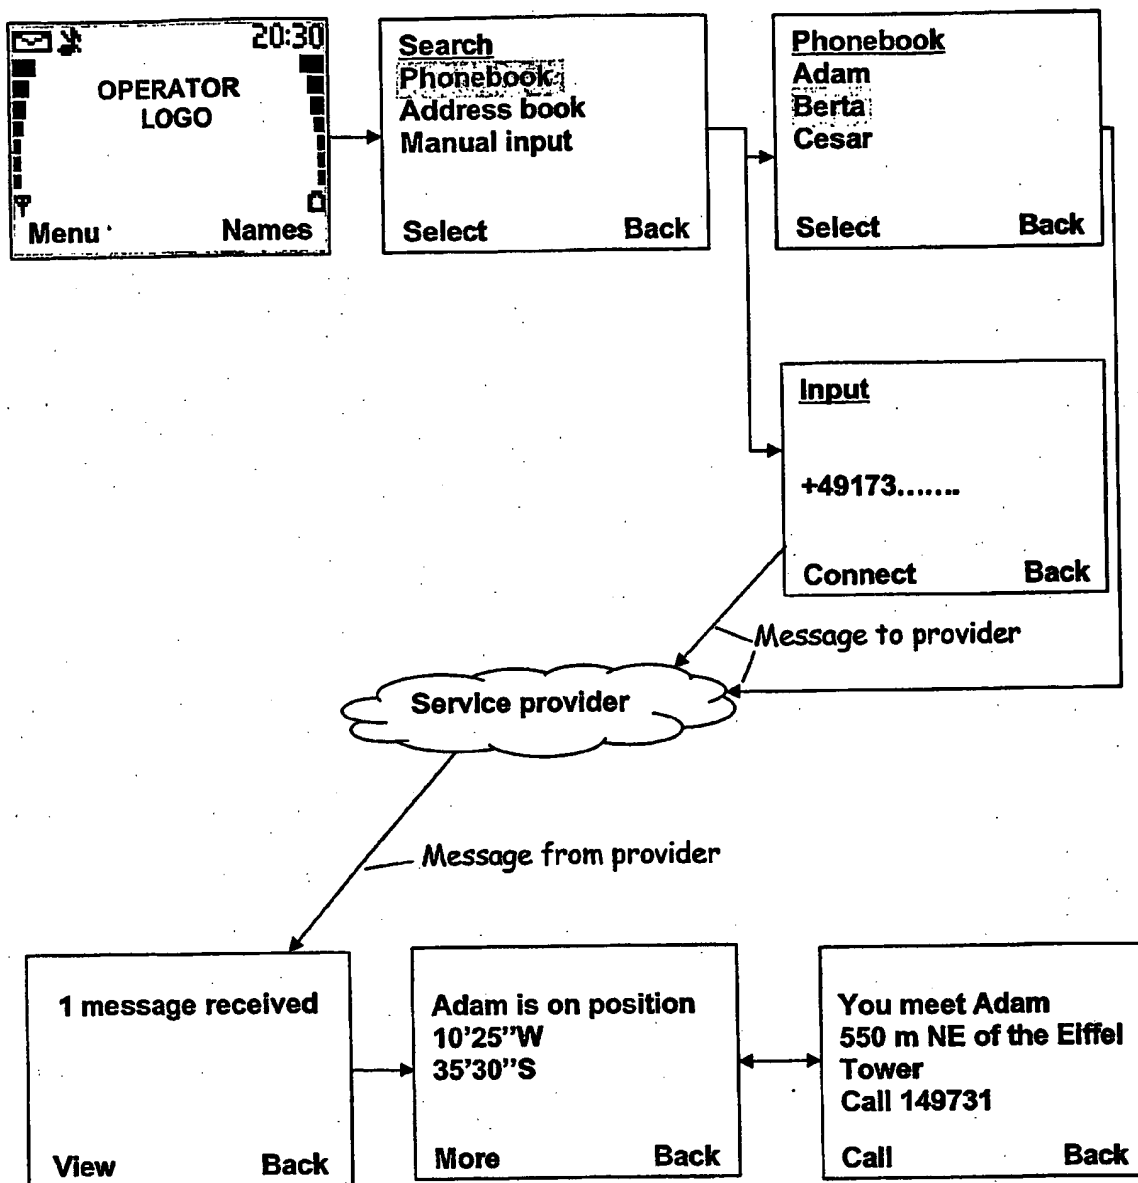 20:30
OPERATOR
LOGO
Menu Names
Search
Phonebook
Address book
Manual input
Select Back
Phonebook
Adam
Berta
Cesar
Select Back
Input
+49173.......
Connect Back
Message to provider
Service provider
Message from provider
1 message received
View Back
Adam is on position
10'25''W
35'30''S
More Back
You meet Adam
550 m NE of the Eiffel
Tower
Call 149731
Call Back